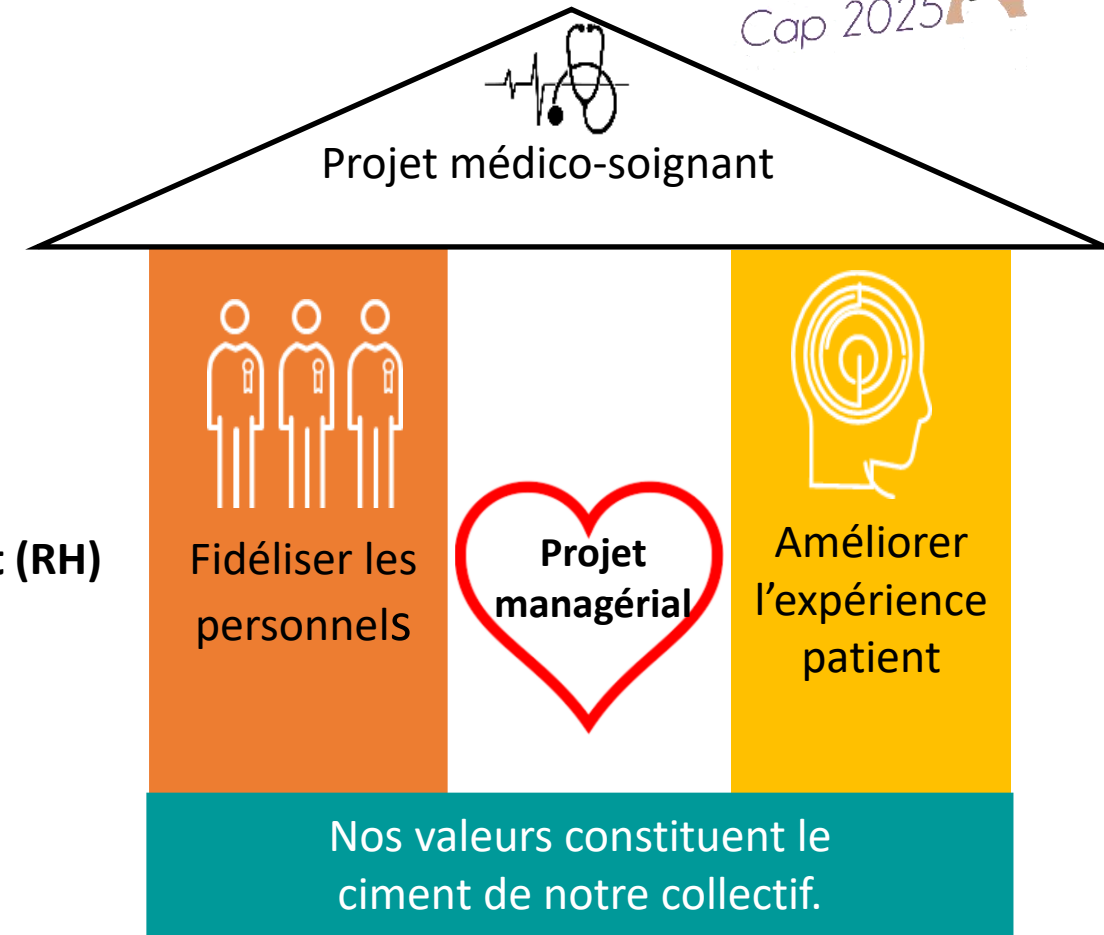 Cap 2025
Projet médico-soignant
t (RH)
Fidéliser les
personnels
Projet
managérial
Améliorer
l’expérience
patient
Nos valeurs constituent le
ciment de notre collectif.